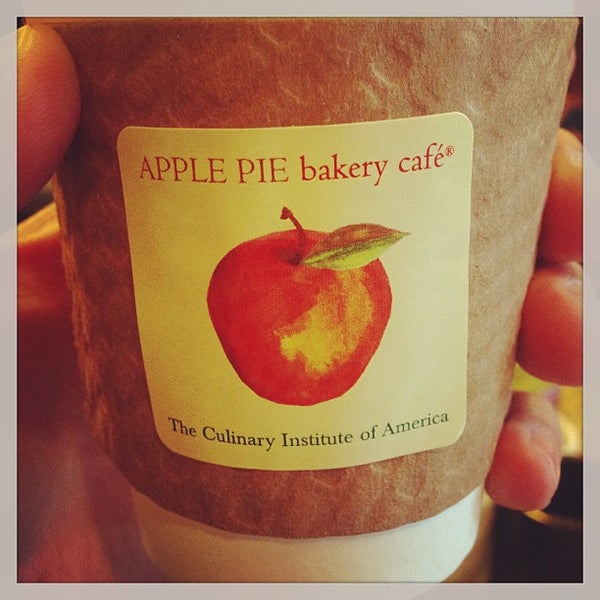 APPLE PIE bakery café®
The Culinary Institute of America